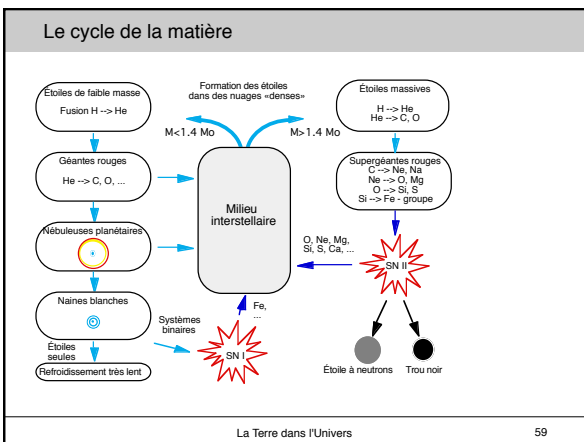 Le cycle de la matière
Étoiles de faible masse
Fusion H --> He
Formation des étoiles
dans des nuages «denses»
Étoiles massives
H --> He
He --> C, O
M<1.4 Mo
M>1.4 Mo
Géantes rouges
He --> C, O, ...
Milieu
interstellaire
Supergéantes rouges
C --> Ne, Na
Ne --> O, Mg
O --> Si, S
Si --> Fe - groupe
Nébuleuses planétaires
O, Ne, Mg,
Si, S, Ca, ...
SN II
Naines blanches
Systèmes
binaires
Fe,
...
SN I
Étoiles
seules
Refroidissement très lent
Étoile à neutrons
Trou noir
La Terre dans l'Univers
59